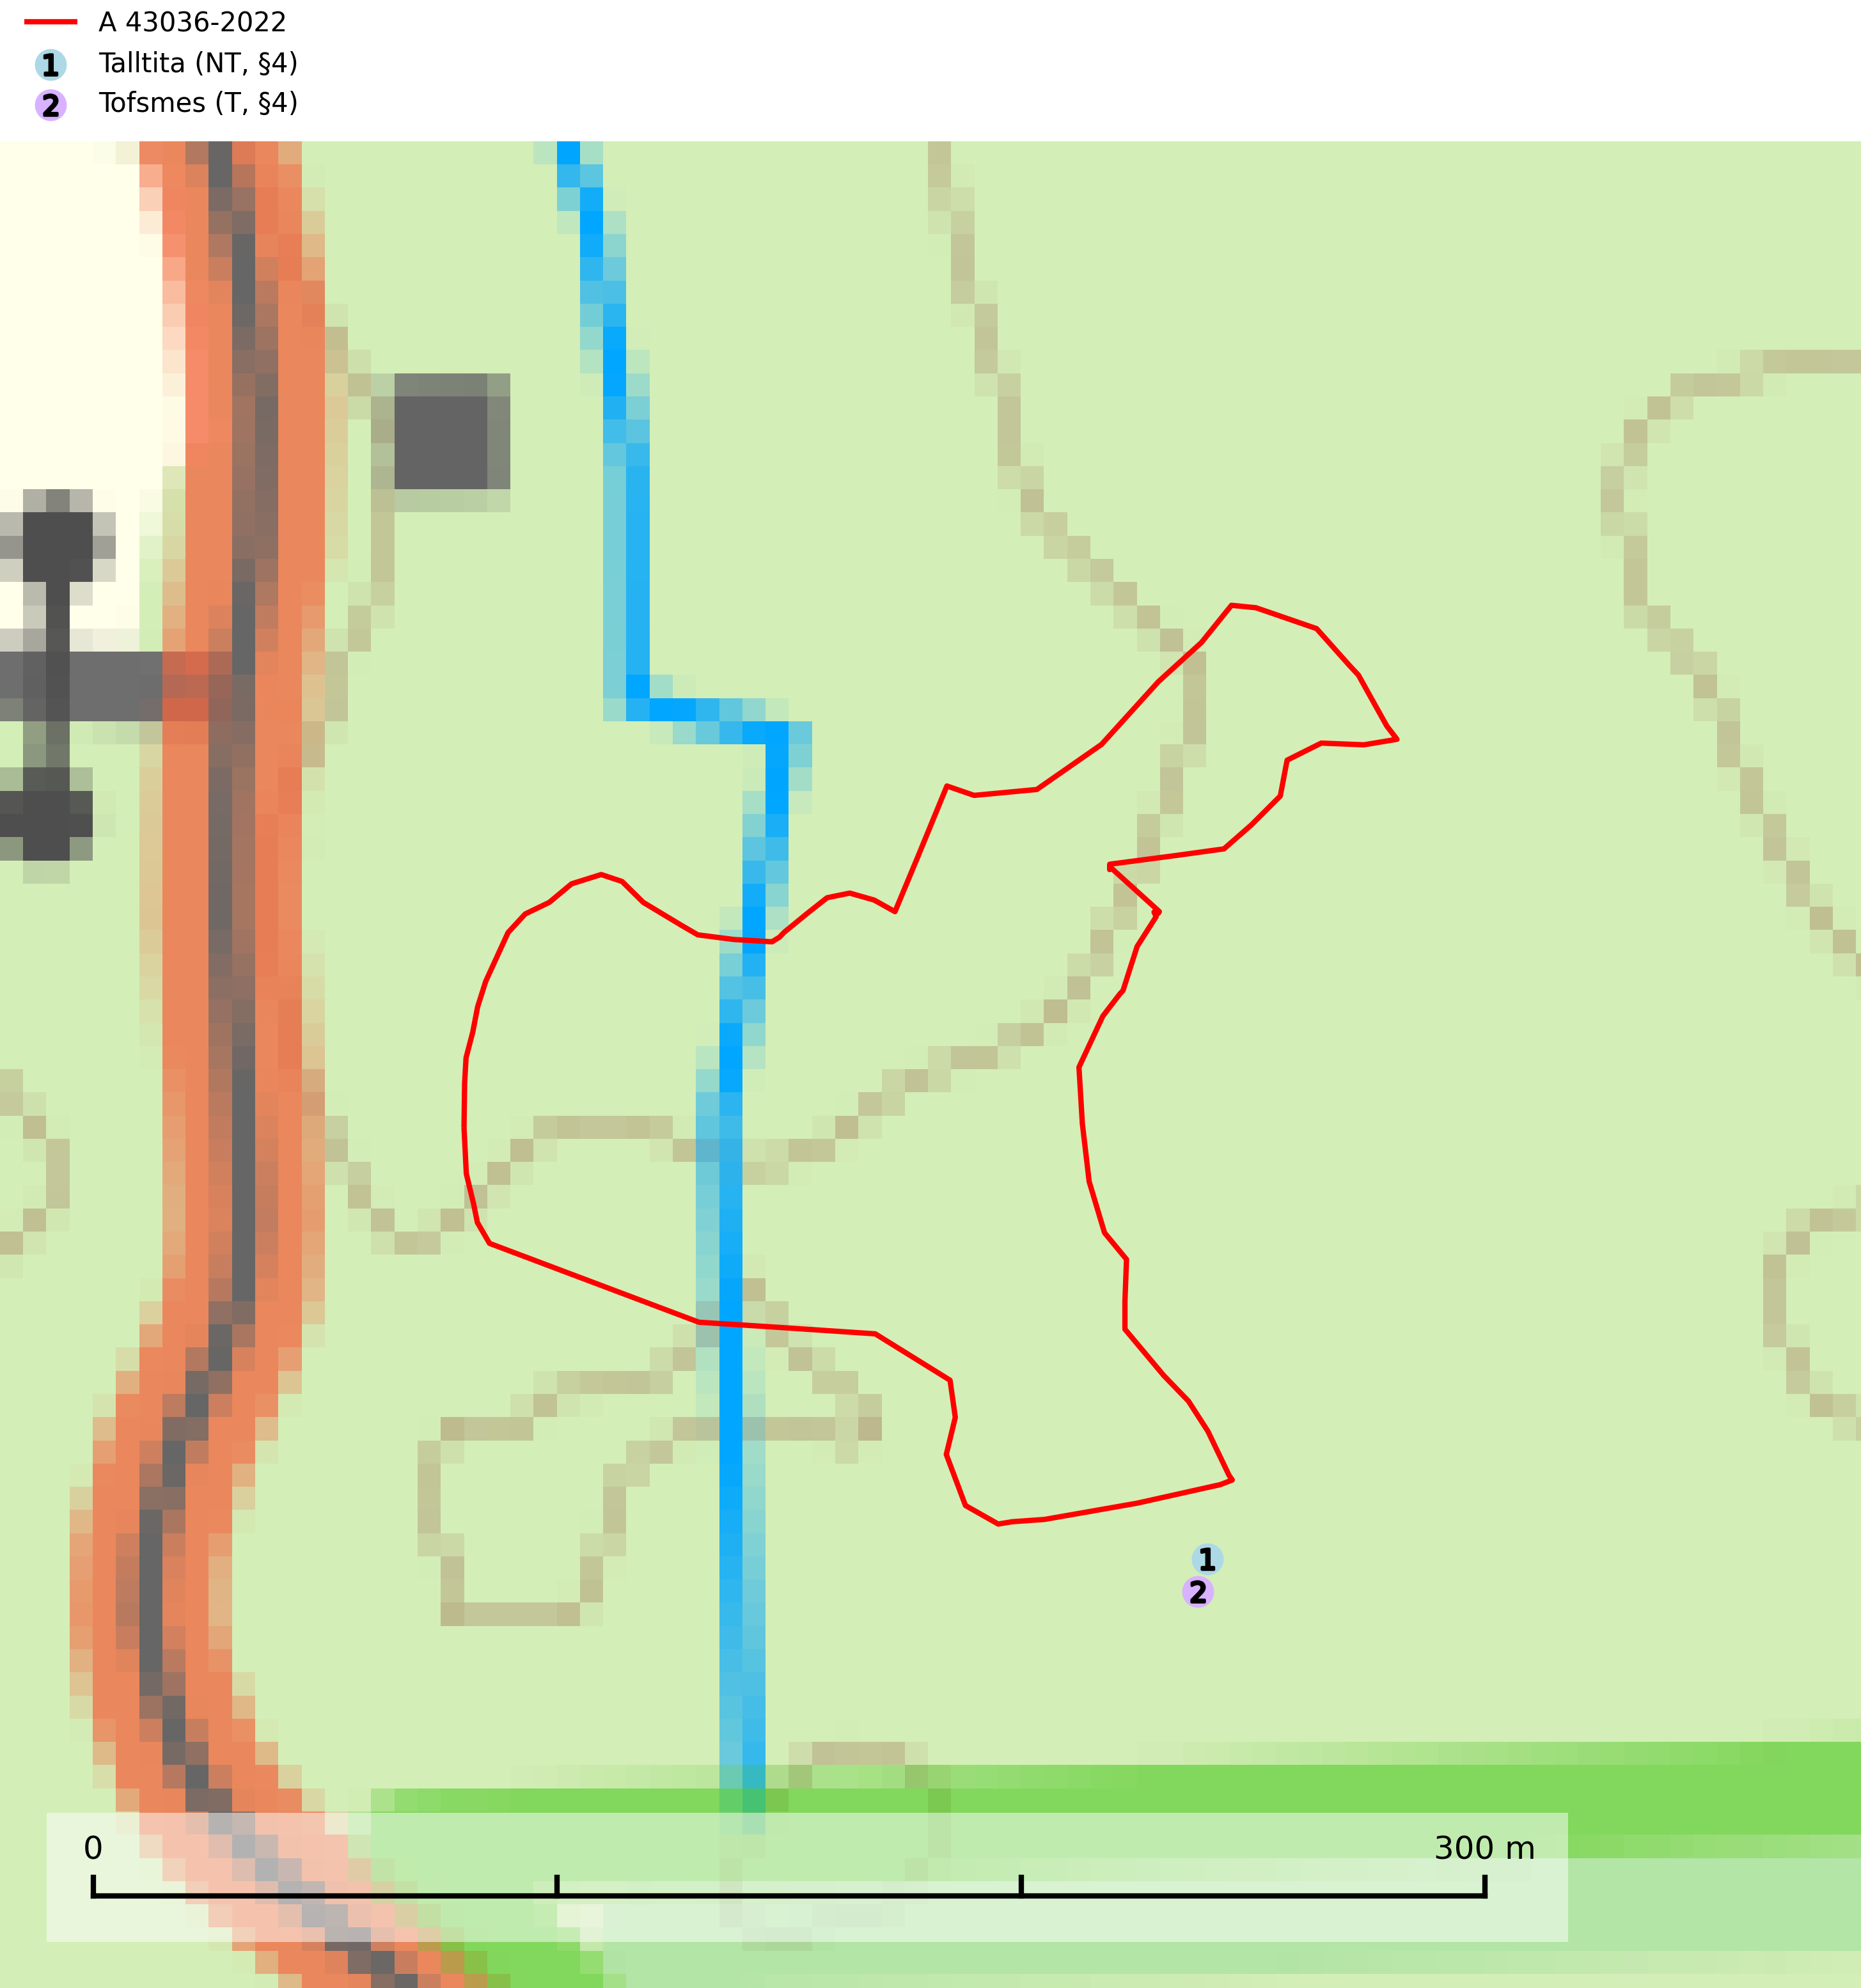 A 43036-2022
1 Talltita (NT, §4)
2 Tofsmes (T, §4)
1
2
0 300 m